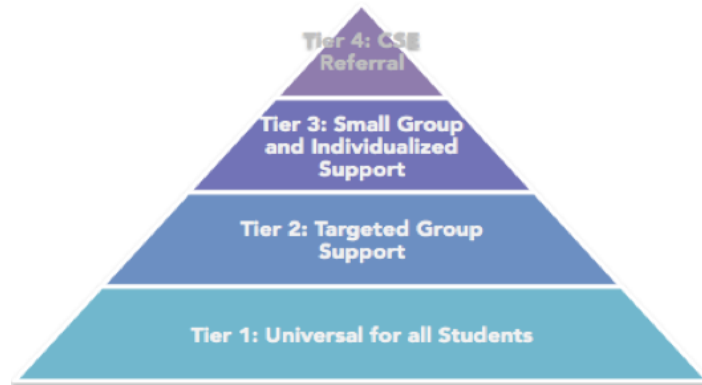 Tier 4: CSE
Referral
Tier 3: Small Group
and Individualized
Support
Tier 2: Targeted Group
Support
Tier 1: Universal for all Students